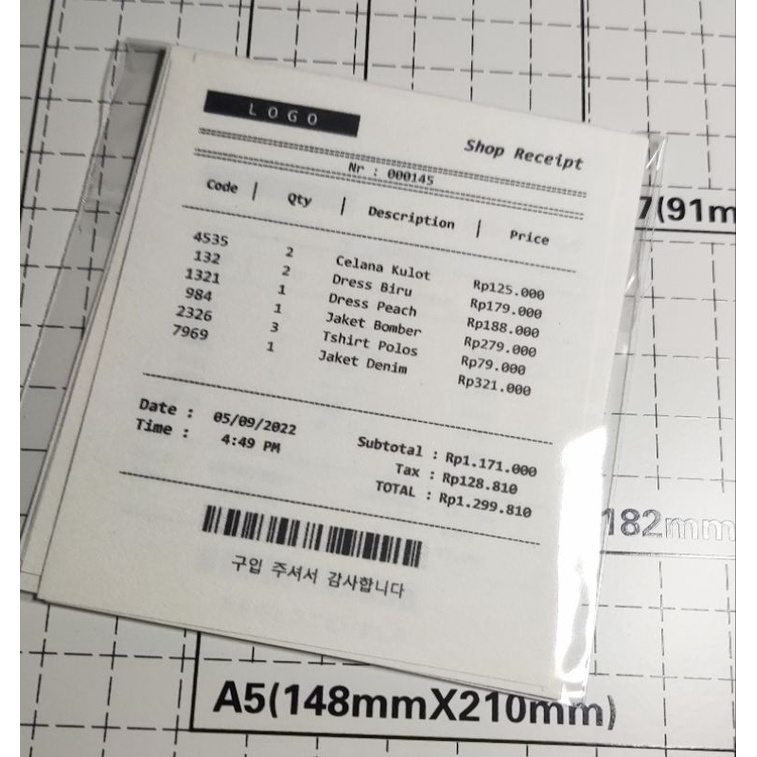 LOGO
Shop Receipt
Nr : 000145
Code | Qty | Description | Price
4535 2 Celana Kulot Rp125.000
132 2 Dress Biru Rp179.000
1321 1 Dress Peach Rp188.000
984 1 Jaket Bomber Rp279.000
2326 3 Tshirt Polos Rp79.000
7969 1 Jaket Denim Rp321.000
Date : 05/09/2022
Time : 4:49 PM
Subtotal : Rp1.171.000
Tax : Rp128.810
TOTAL : Rp1.299.810
구입 주셔서 감사합니다
7(91m
182mm
A5(148mmX210mm)